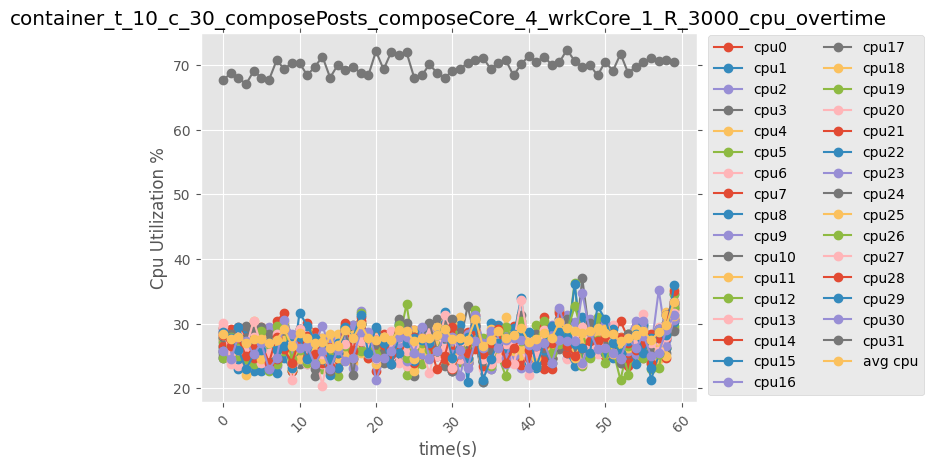 container_t_10_c_30_composePosts_composeCore_4_wrkCore_1_R_3000_cpu_overtime
70
60
50
40
30
20
Cpu Utilization %
0
10
20
30
40
50
60
time(s)
cpu0
cpu1
cpu2
cpu3
cpu4
cpu5
cpu6
cpu7
cpu8
cpu9
cpu10
cpu11
cpu12
cpu13
cpu14
cpu15
cpu16
cpu17
cpu18
cpu19
cpu20
cpu21
cpu22
cpu23
cpu24
cpu25
cpu26
cpu27
cpu28
cpu29
cpu30
cpu31
avg cpu